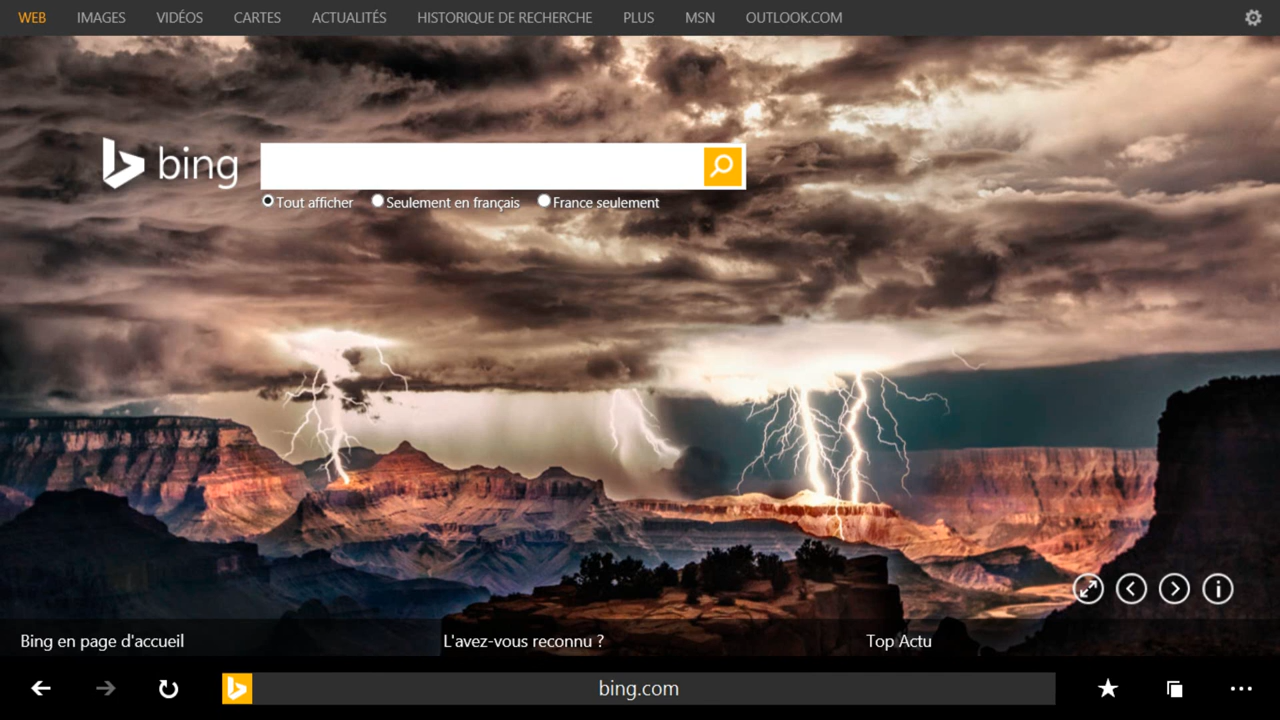 WEB IMAGES VIDÉOS CARTES ACTUALITÉS HISTORIQUE DE RECHERCHE PLUS MSN OUTLOOK.COM
bing
Tout afficher Seulement en français France seulement
Bing en page d'accueil L'avez-vous reconnu ? Top Actu
bing.com